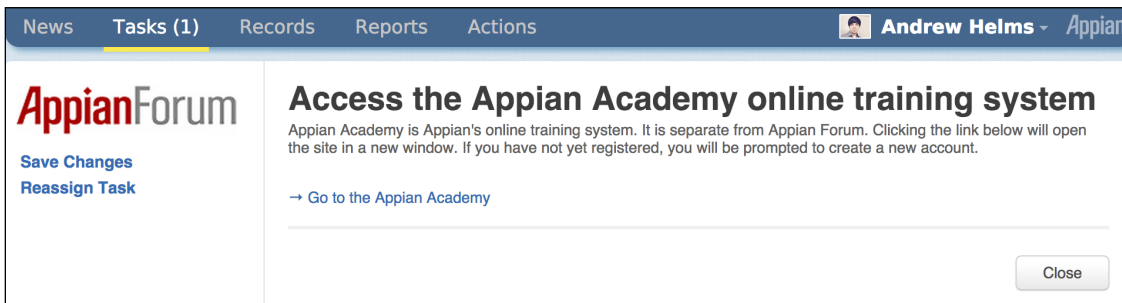 News Tasks (1) Records Reports Actions Andrew Helms Appian
AppianForum
Save Changes
Reassign Task
Access the Appian Academy online training system
Appian Academy is Appian's online training system. It is separate from Appian Forum. Clicking the link below will open
the site in a new window. If you have not yet registered, you will be prompted to create a new account.
→ Go to the Appian Academy
Close